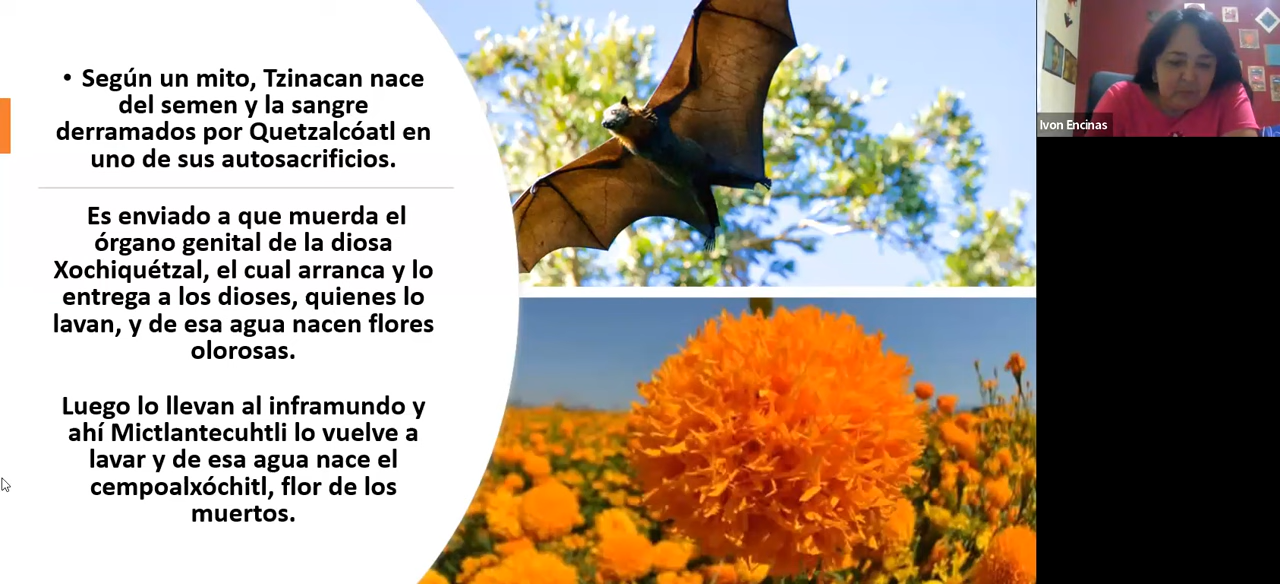 • Según un mito, Tzinacan nace
del semen y la sangre
derramados por Quetzalcóatl en
uno de sus autosacrificios.
Es enviado a que muerda el
órgano genital de la diosa
Xochiquétzal, el cual arranca y lo
entrega a los dioses, quienes lo
lavan, y de esa agua nacen flores
olorosas.
Luego lo llevan al inframundo y
ahí Mictlantecuhtli lo vuelve a
lavar y de esa agua nace el
cempoalxóchitl, flor de los
muertos.
Ivon Encinas